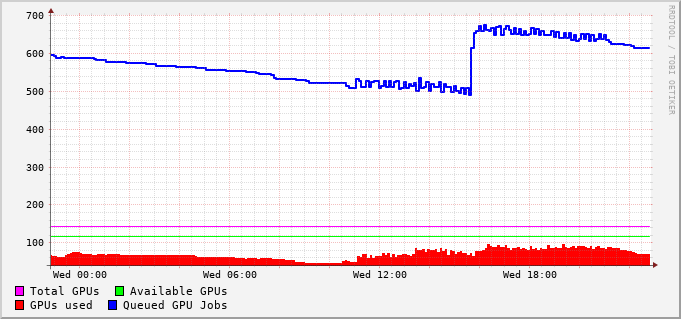 700
600
500
400
300
200
100
Wed 00:00 Wed 06:00 Wed 12:00 Wed 18:00
Total GPUs Available GPUs
GPUs used Queued GPU Jobs
RRDTOOL / TOBI OETIKER